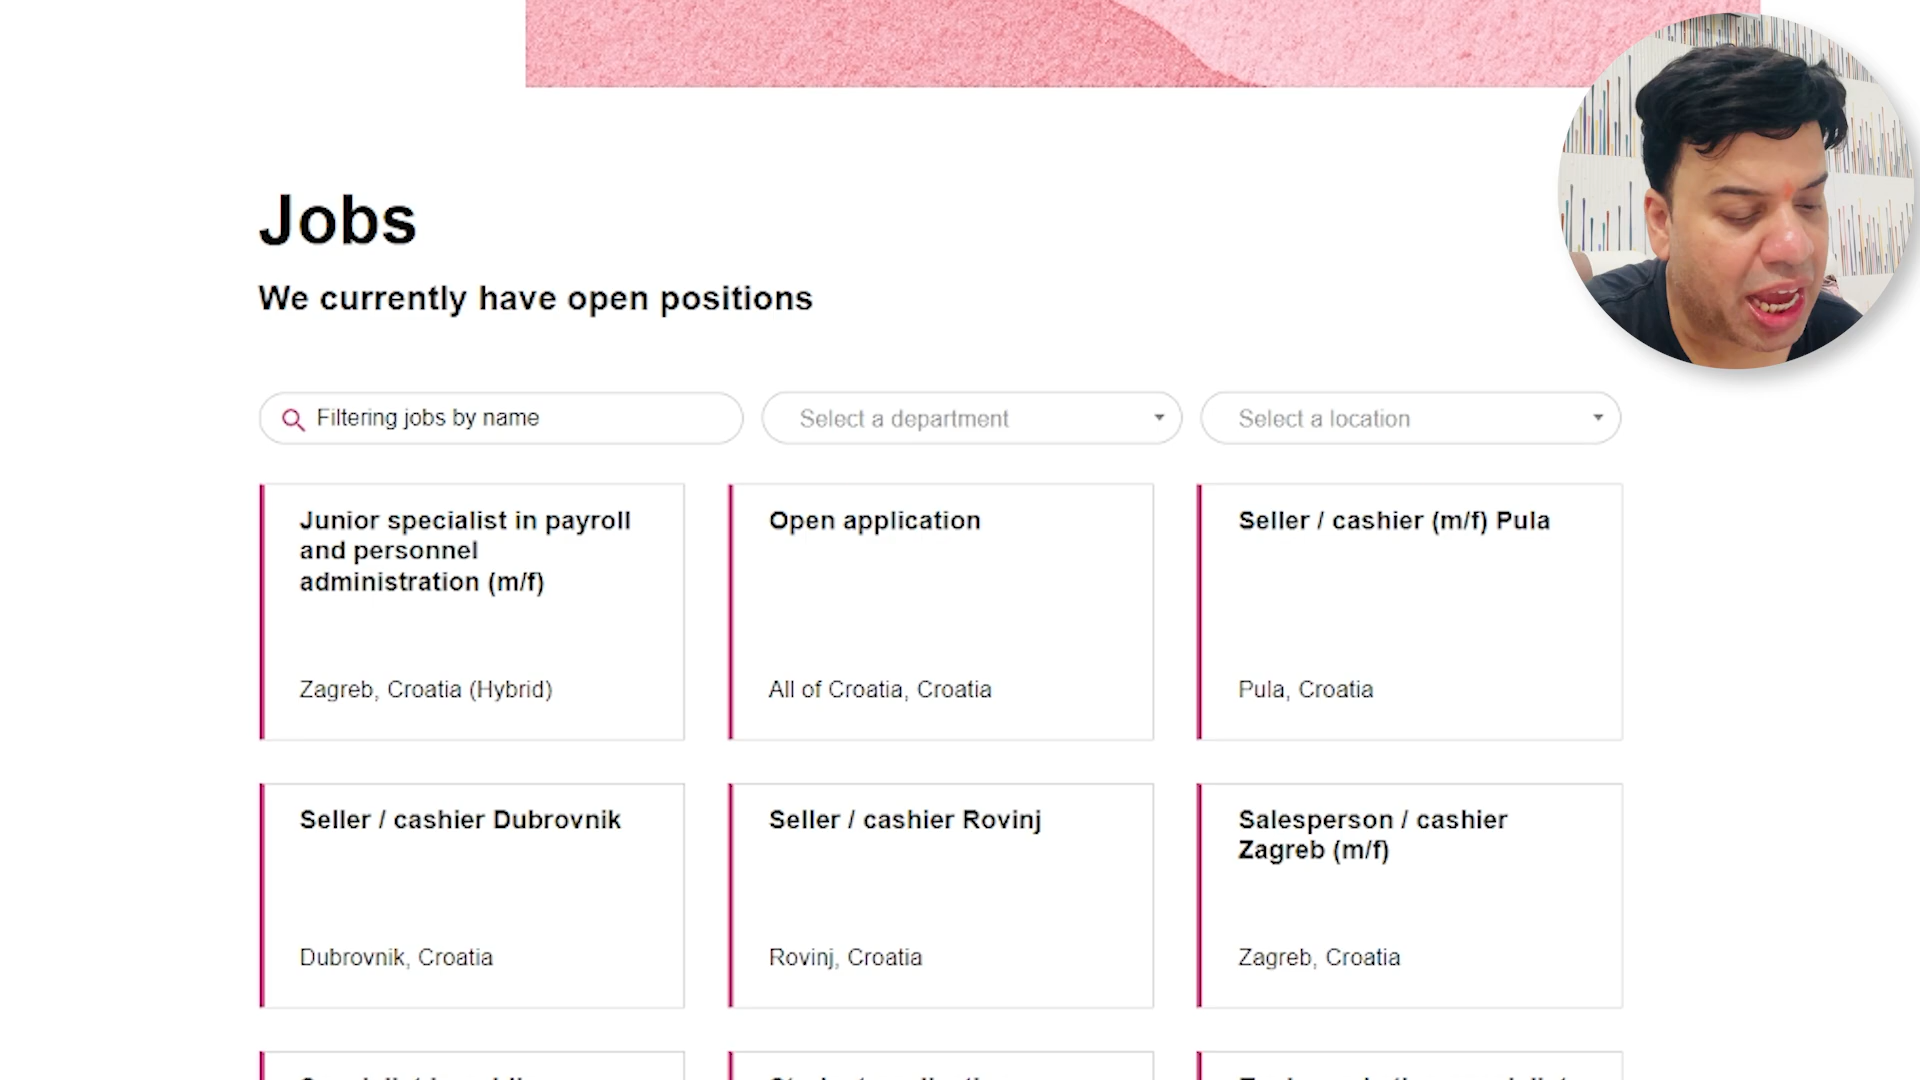 Jobs
We currently have open positions
Filtering jobs by name
Select a department
Select a location
Junior specialist in payroll
and personnel
administration (m/f)
Zagreb, Croatia (Hybrid)
Open application
All of Croatia, Croatia
Seller / cashier (m/f) Pula
Pula, Croatia
Seller / cashier Dubrovnik
Dubrovnik, Croatia
Seller / cashier Rovinj
Rovinj, Croatia
Salesperson / cashier
Zagreb (m/f)
Zagreb, Croatia